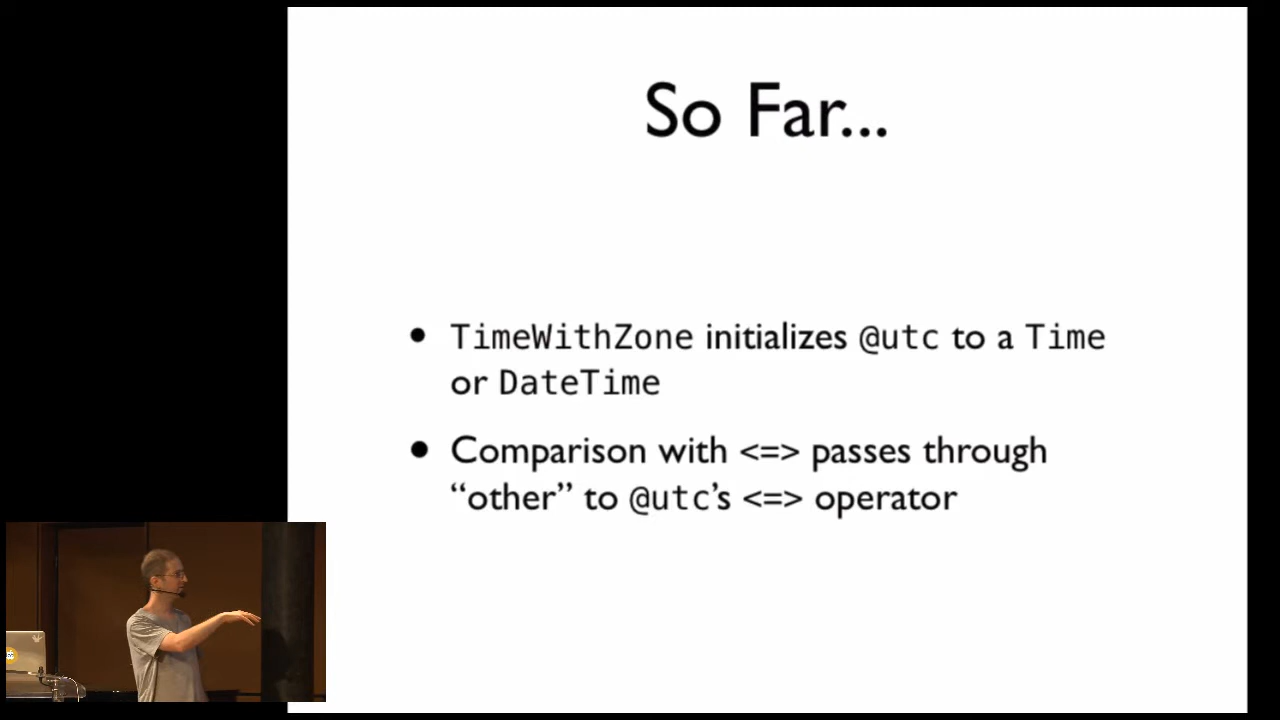 So Far...
• TimeWithZone initializes @utc to a Time
or DateTime
• Comparison with <=> passes through
“other” to @utc’s <=> operator